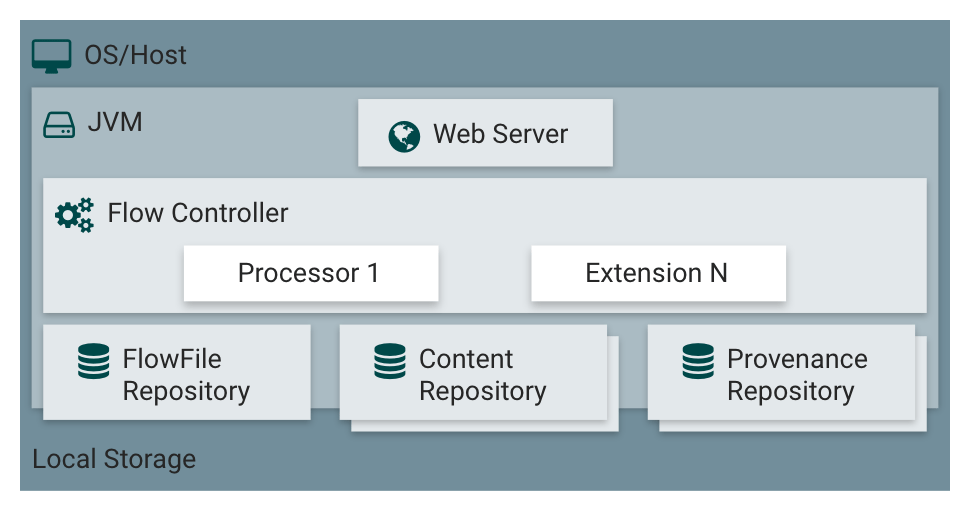 OS/Host
JVM
Web Server
Flow Controller
Processor 1
Extension N
FlowFile
Repository
Content
Repository
Provenance
Repository
Local Storage